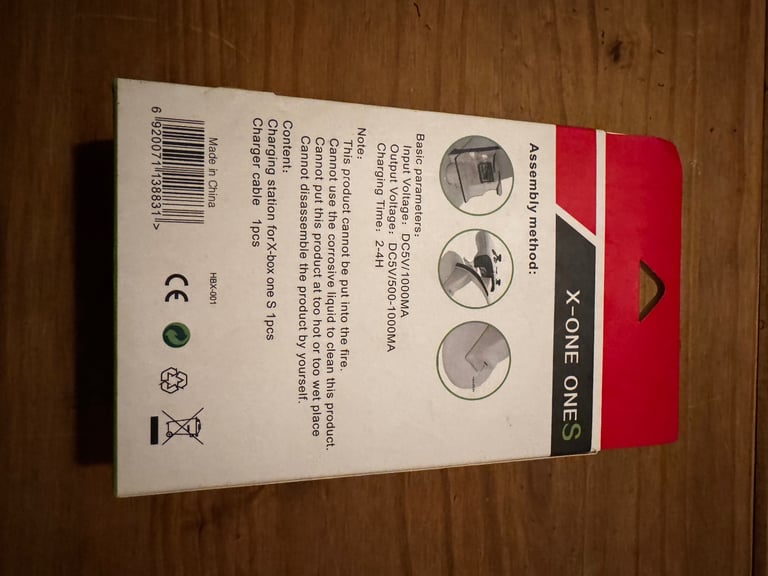 X-ONE ONES
Assembly method:
Basic parameters:
Input Voltage: DC5V/1000MA
Output Voltage: DC5V/500-1000MA
Charging Time: 2-4H
Note:
This product cannot be put into the fire.
Cannot use the corrosive liquid to clean this product.
Cannot put this product at too hot or too wet place
Cannot disassemble the product by yourself.
Content:
Charging station forX-box one S 1pcs
Charger cable 1pcs
Made in China
6 920071 138831 >
HBX-001
CE